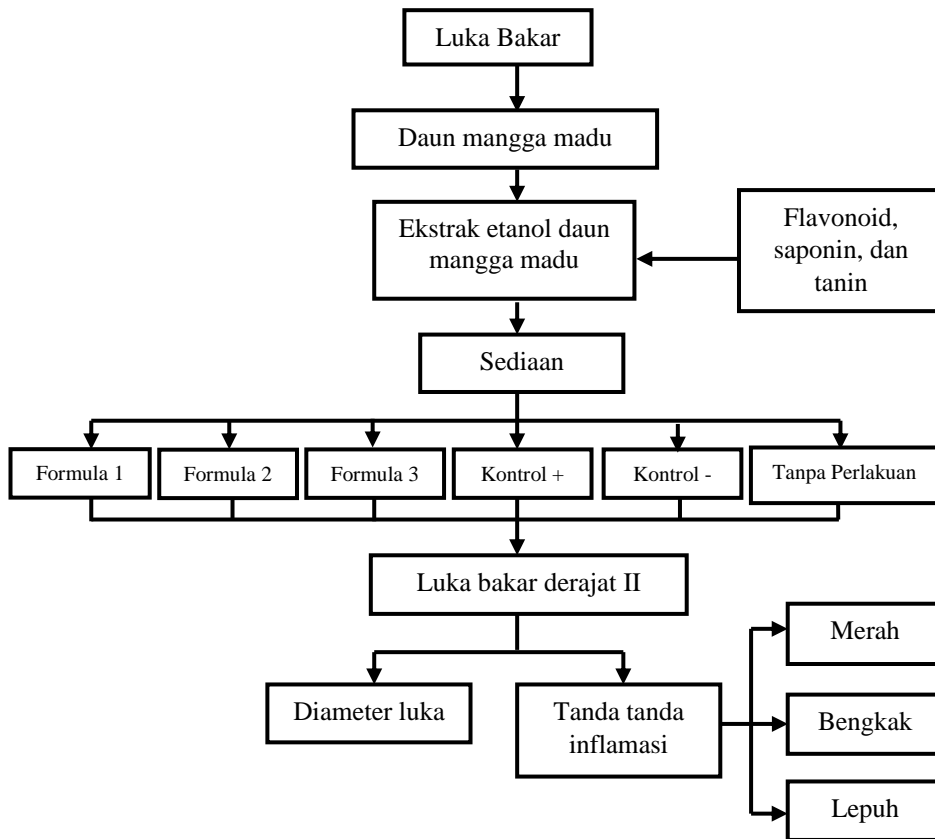 Luka Bakar
Daun mangga madu
Ekstrak etanol daun
mangga madu
Flavonoid,
saponin, dan
tanin
Sediaan
Formula 1
Formula 2
Formula 3
Kontrol +
Kontrol -
Tanpa Perlakuan
Luka bakar derajat II
Diameter luka
Tanda tanda
inflamasi
Merah
Bengkak
Lepuh